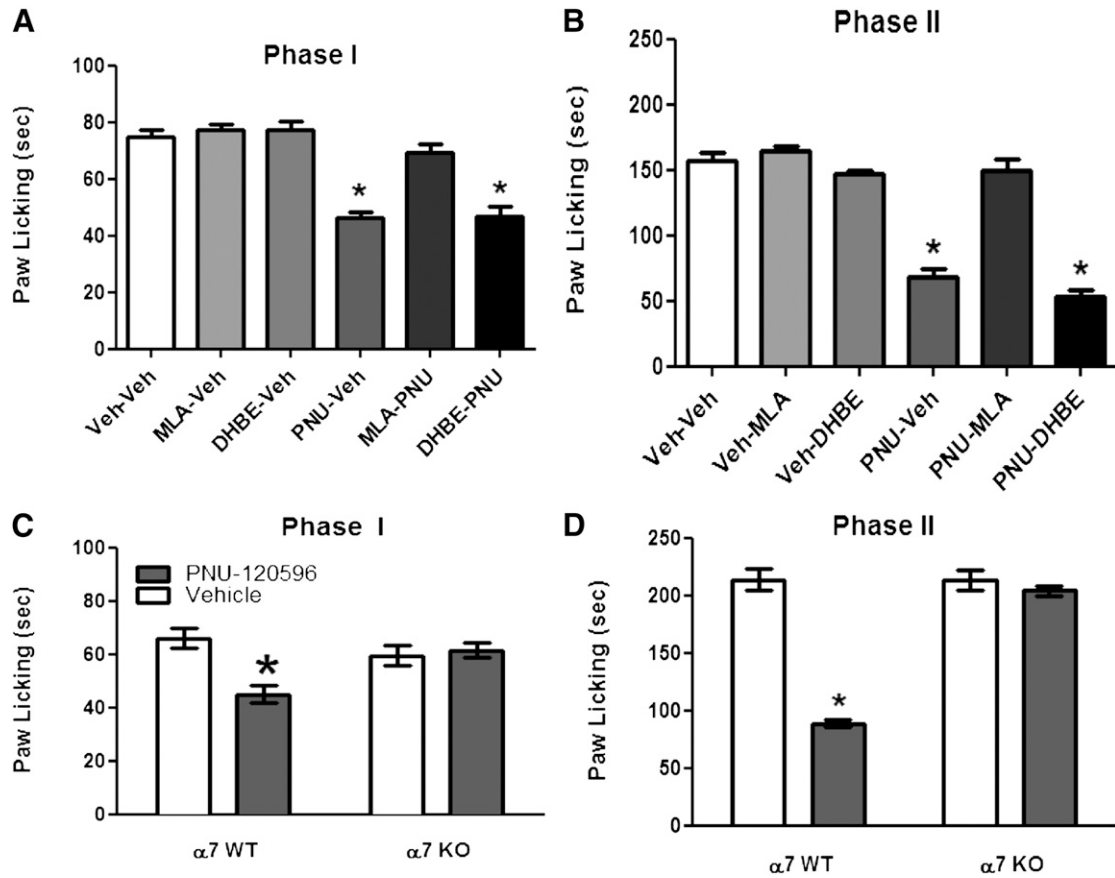 A
Phase I
Paw Licking (sec)
100
80
60
40
20
0
*
*
Veh-Veh
MLA-Veh
DHBE-Veh
PNU-Veh
MLA-PNU
DHBE-PNU
B
Phase II
Paw Licking (sec)
250
200
150
100
50
0
*
*
Veh-Veh
Veh-MLA
Veh-DHBE
PNU-Veh
PNU-MLA
PNU-DHBE
C
Phase I
Paw Licking (sec)
100
80
60
40
20
0
PNU-120596
Vehicle
*
α7 WT
α7 KO
D
Phase II
Paw Licking (sec)
250
200
150
100
50
0
*
α7 WT
α7 KO